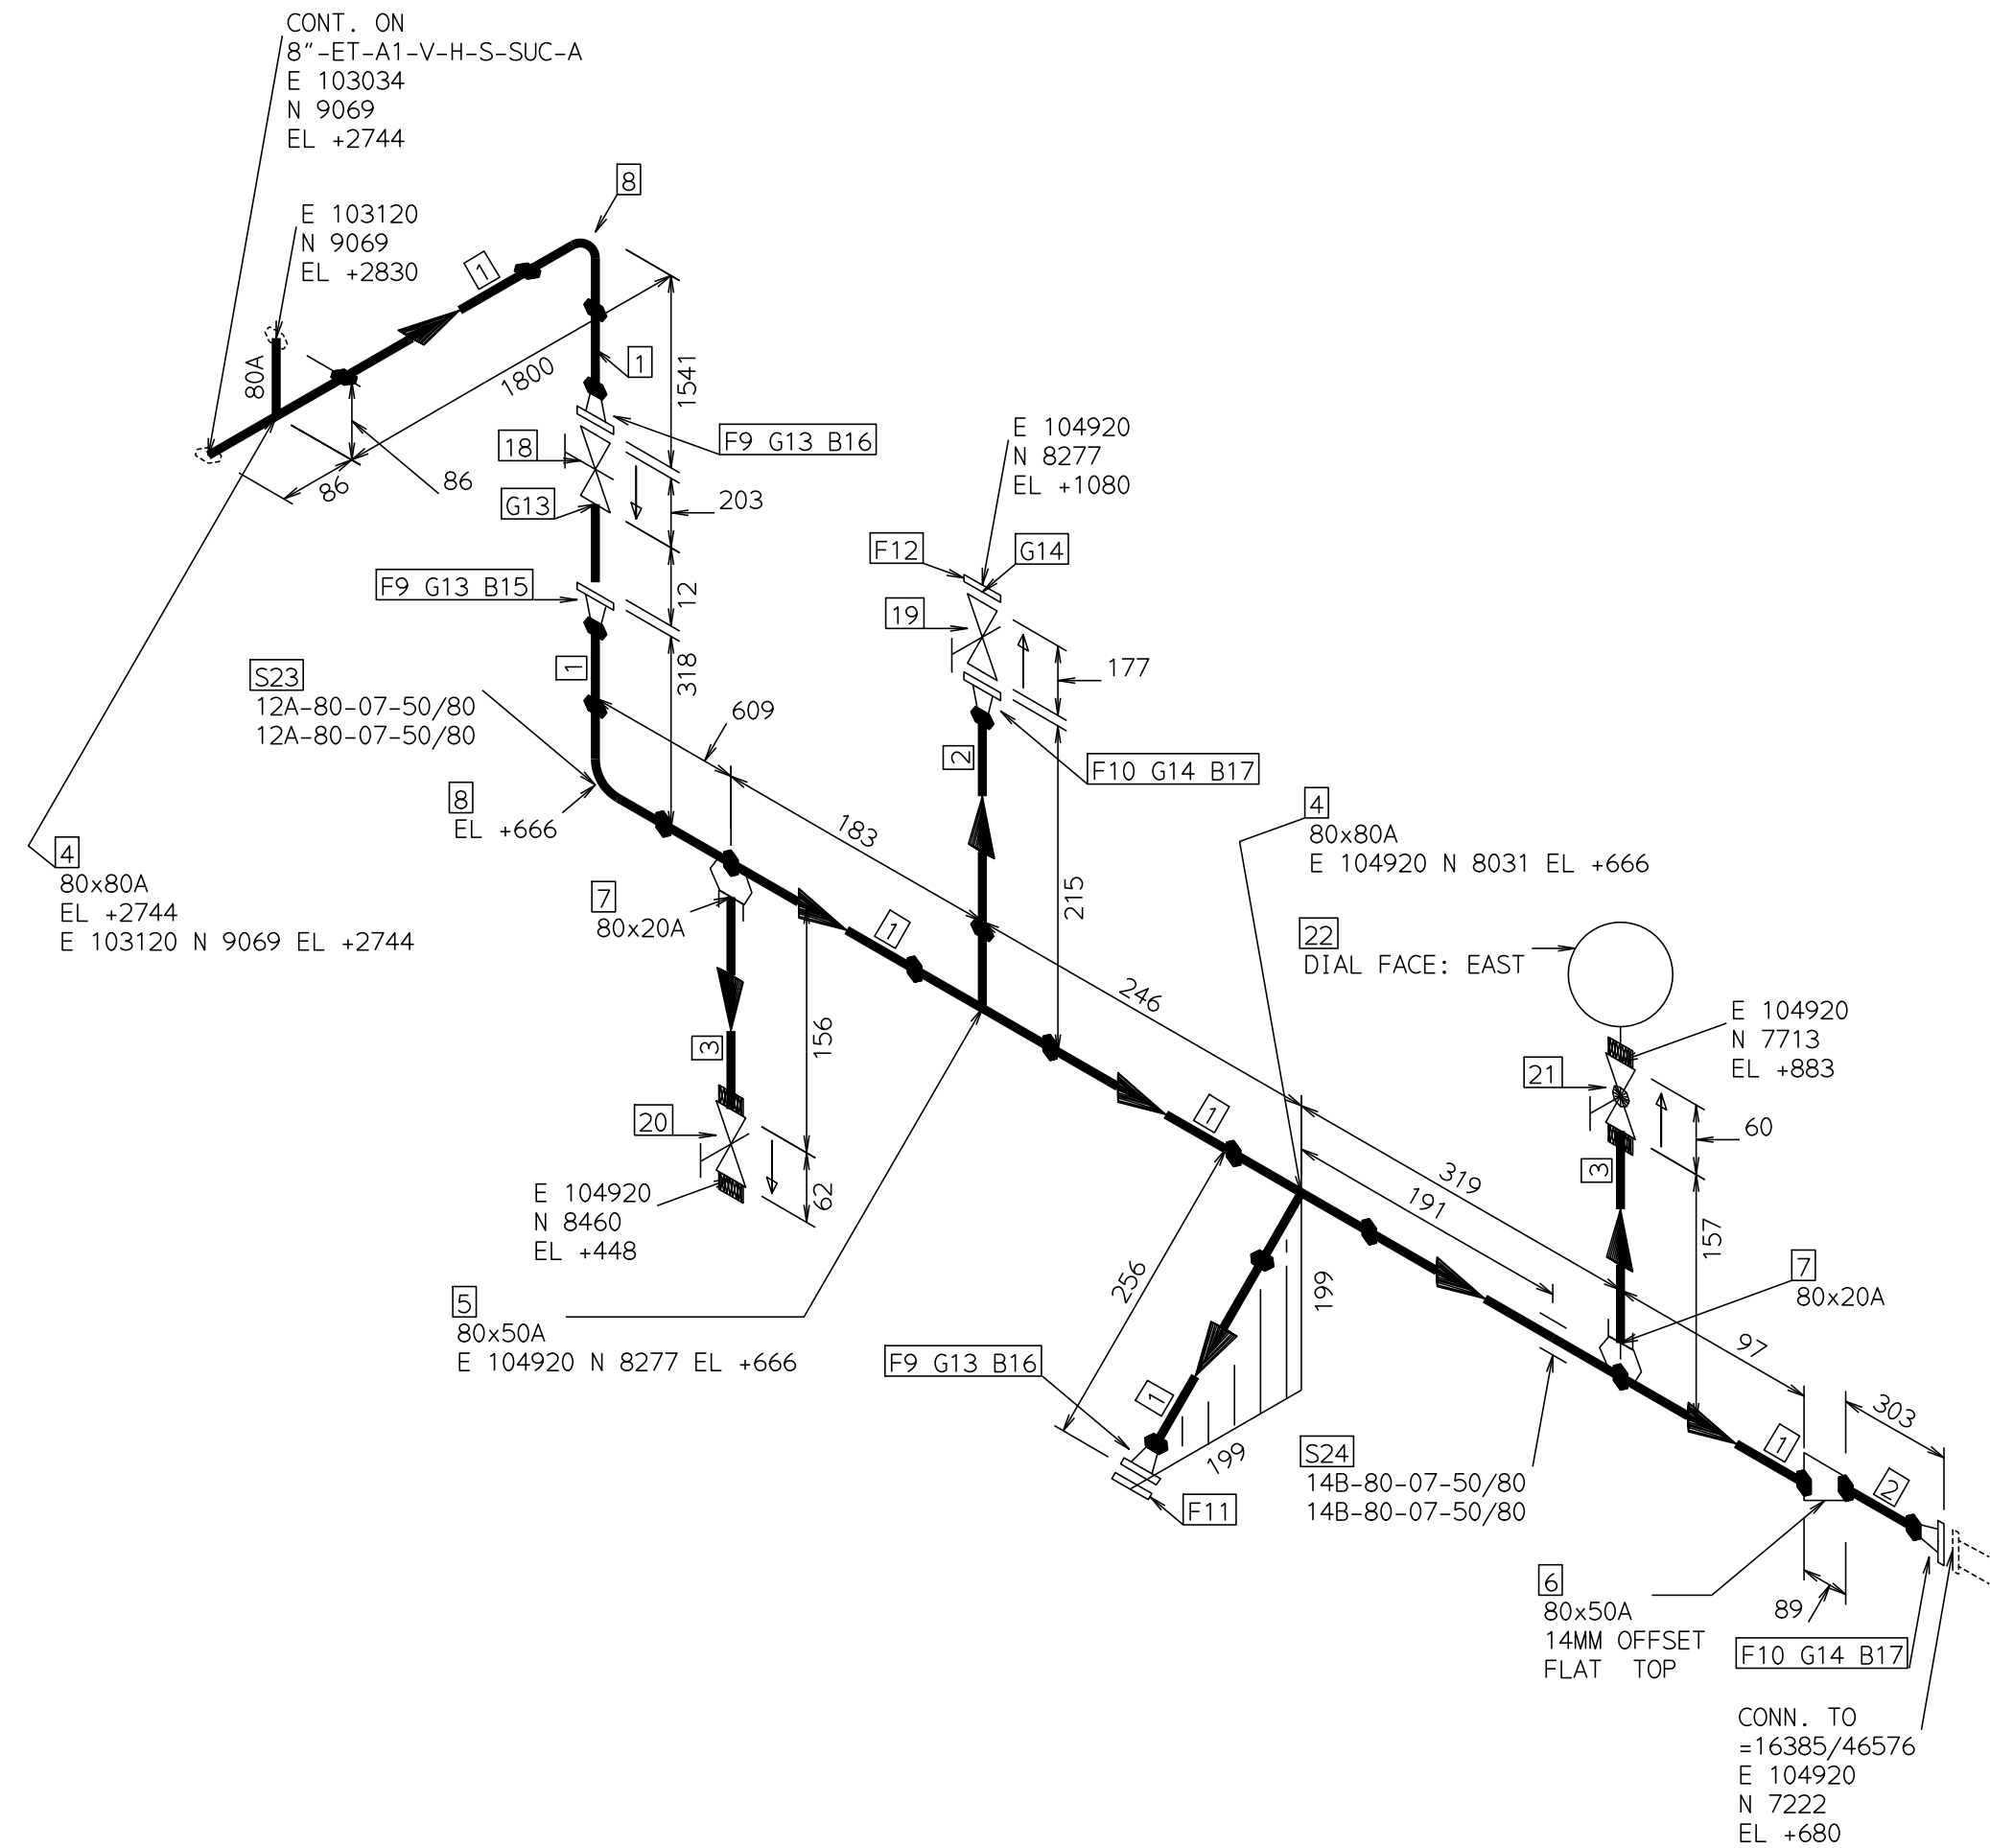 CONT. ON
8"-ET-A1-V-H-S-SUC-A
E 103034
N 9069
EL +2744
8
E 103120
N 9069
EL +2830
1
80A
1800
1541
1
86
86
F9 G13 B16
18
203
G13
E 104920
N 8277
EL +1080
F12
G14
F9 G13 B15
12
19
1
318
177
S23
12A-80-07-50/80
12A-80-07-50/80
609
2
F10 G14 B17
8
EL +666
183
4
80x80A
E 104920 N 8031 EL +666
4
80x80A
EL +2744
E 103120 N 9069 EL +2744
7
80x20A
215
1
22
DIAL FACE: EAST
246
E 104920
N 7713
EL +883
3
156
21
20
1
60
E 104920
N 8460
EL +448
62
319
191
3
157
256
199
7
80x20A
5
80x50A
E 104920 N 8277 EL +666
97
F9 G13 B16
1
303
199
S24
14B-80-07-50/80
14B-80-07-50/80
1
2
F11
6
80x50A
14MM OFFSET
FLAT TOP
89
F10 G14 B17
CONN. TO
=16385/46576
E 104920
N 7222
EL +680